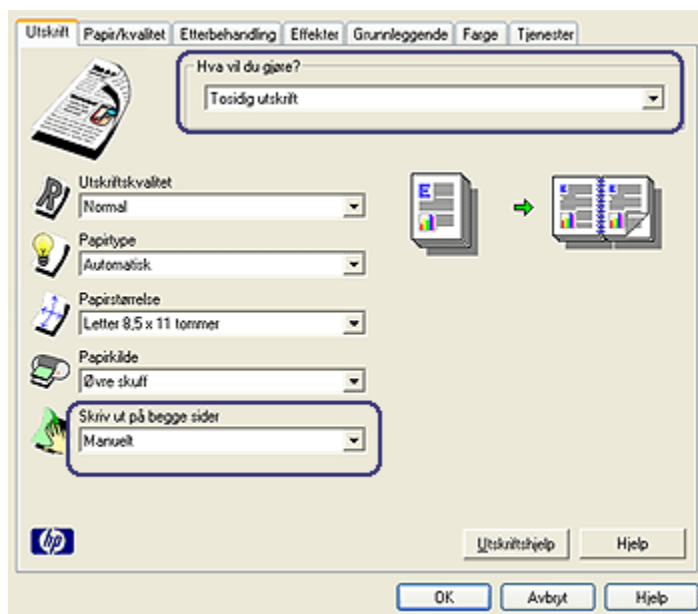 Utskrift Papir/kvalitet Etterbehandling Effekter Grunnleggende Farge Tjenester
Hva vil du gjøre?
Tosidig utskrift
Utskriftskvalitet
Normal
Papirtype
Automatisk
Papirstørrelse
Letter 8,5 x 11 tommer
Papirkilde
Øvre skuff
Skriv ut på begge sider
Manuelt
hp
Utskriftshjelp Hjelp
OK Avbryt Hjelp